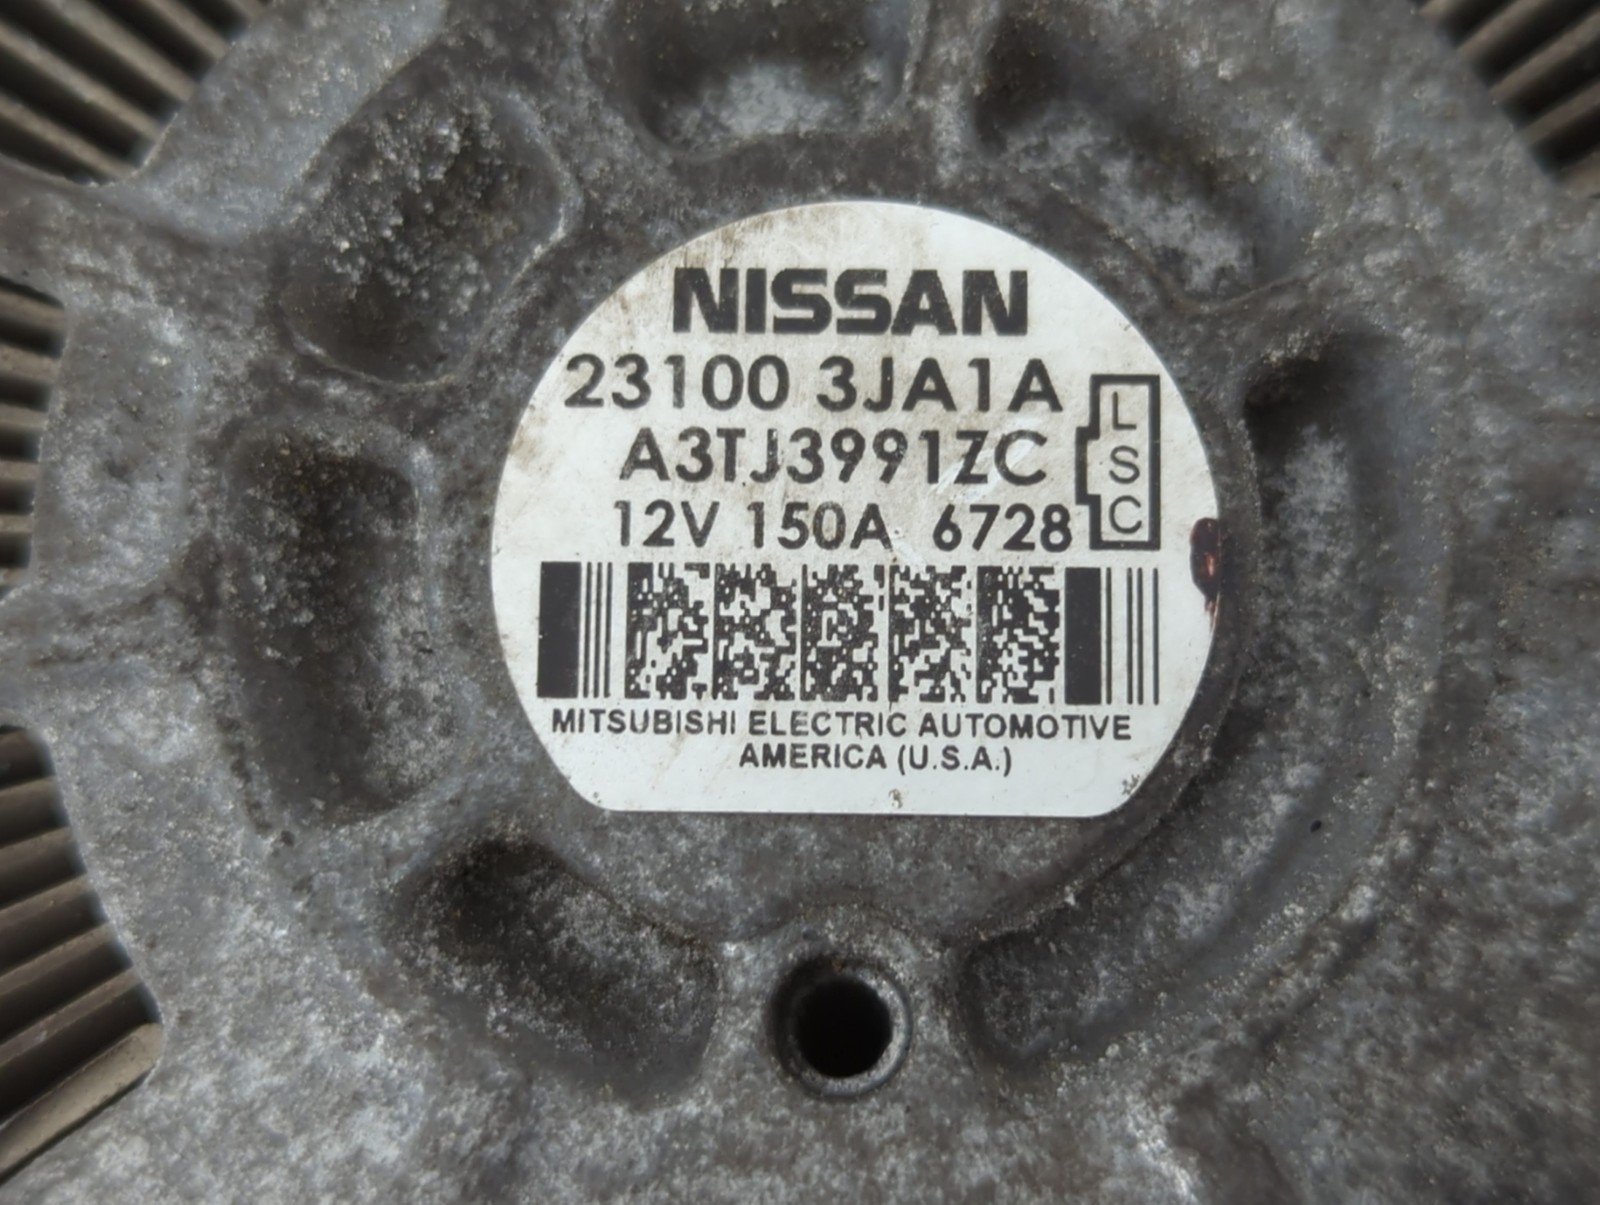 NISSAN
23100 3JA1A
A3TJ3991ZC
12V 150A 6728
L
S
C
MITSUBISHI ELECTRIC AUTOMOTIVE
AMERICA (U.S.A.)